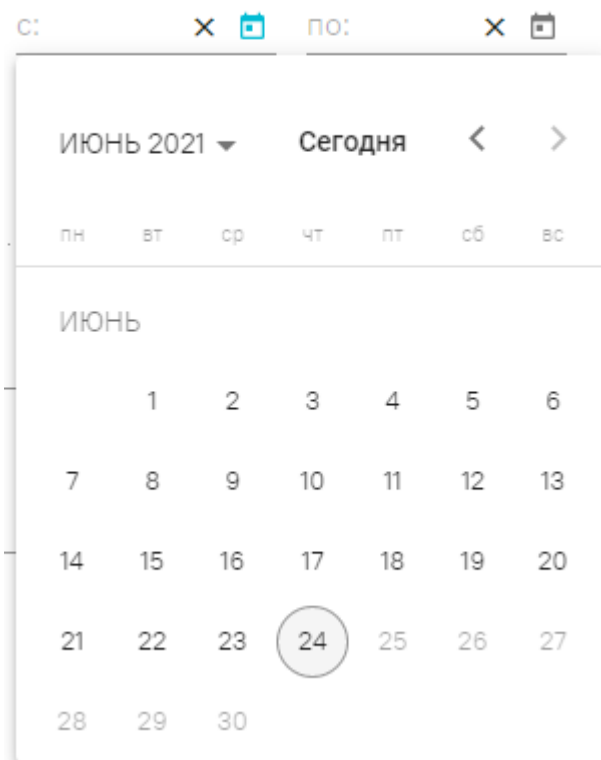 с: по:
ИЮНЬ 2021 Сегодня
пн вт ср чт пт сб вс
ИЮНЬ
1 2 3 4 5 6
7 8 9 10 11 12 13
14 15 16 17 18 19 20
21 22 23 24 25 26 27
28 29 30